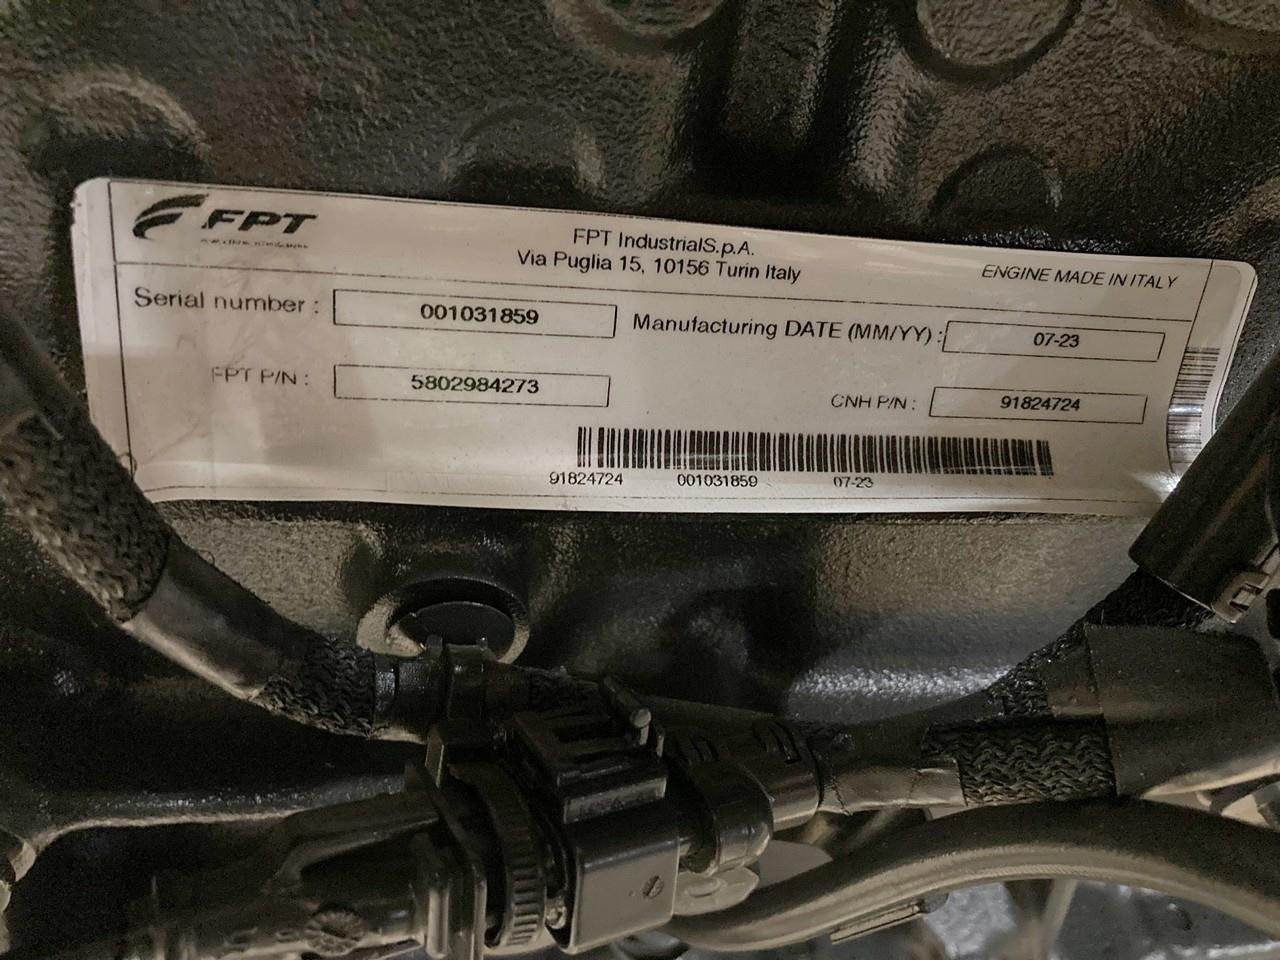 FPT
FPT IndustrialS.p.A.
Via Puglia 15, 10156 Turin Italy
ENGINE MADE IN ITALY
Serial number : 001031859
Manufacturing DATE (MM/YY) : 07-23
FPT P/N : 5802984273
CNH P/N : 91824724
91824724 001031859 07-23